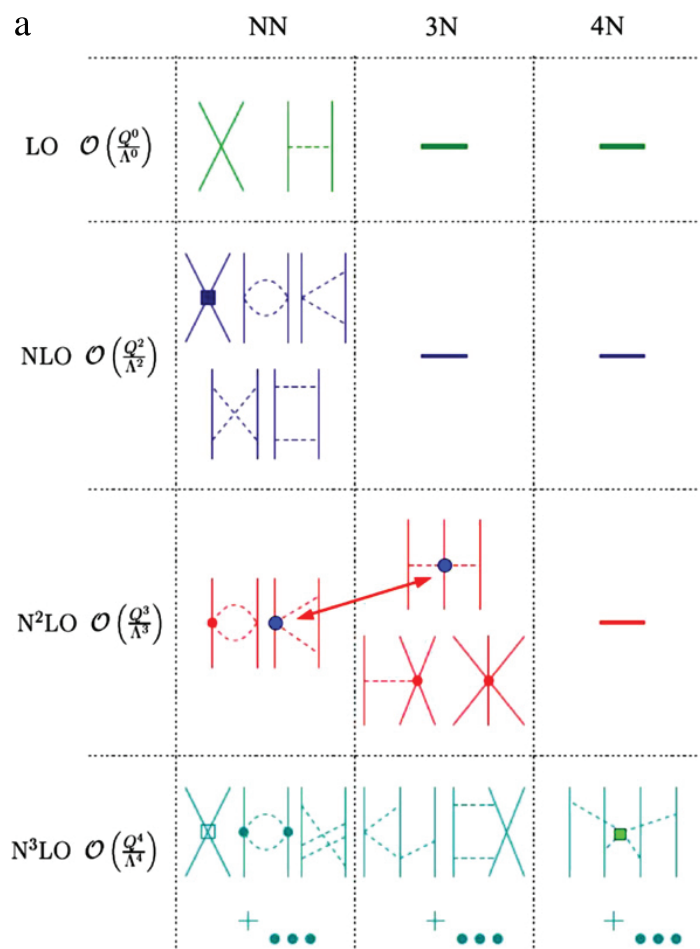 a
NN 3N 4N
LO 𝒪(Q⁰/Λ⁰)
NLO 𝒪(Q²/Λ²)
N²LO 𝒪(Q³/Λ³)
N³LO 𝒪(Q⁴/Λ⁴)
+ ••• + ••• + •••